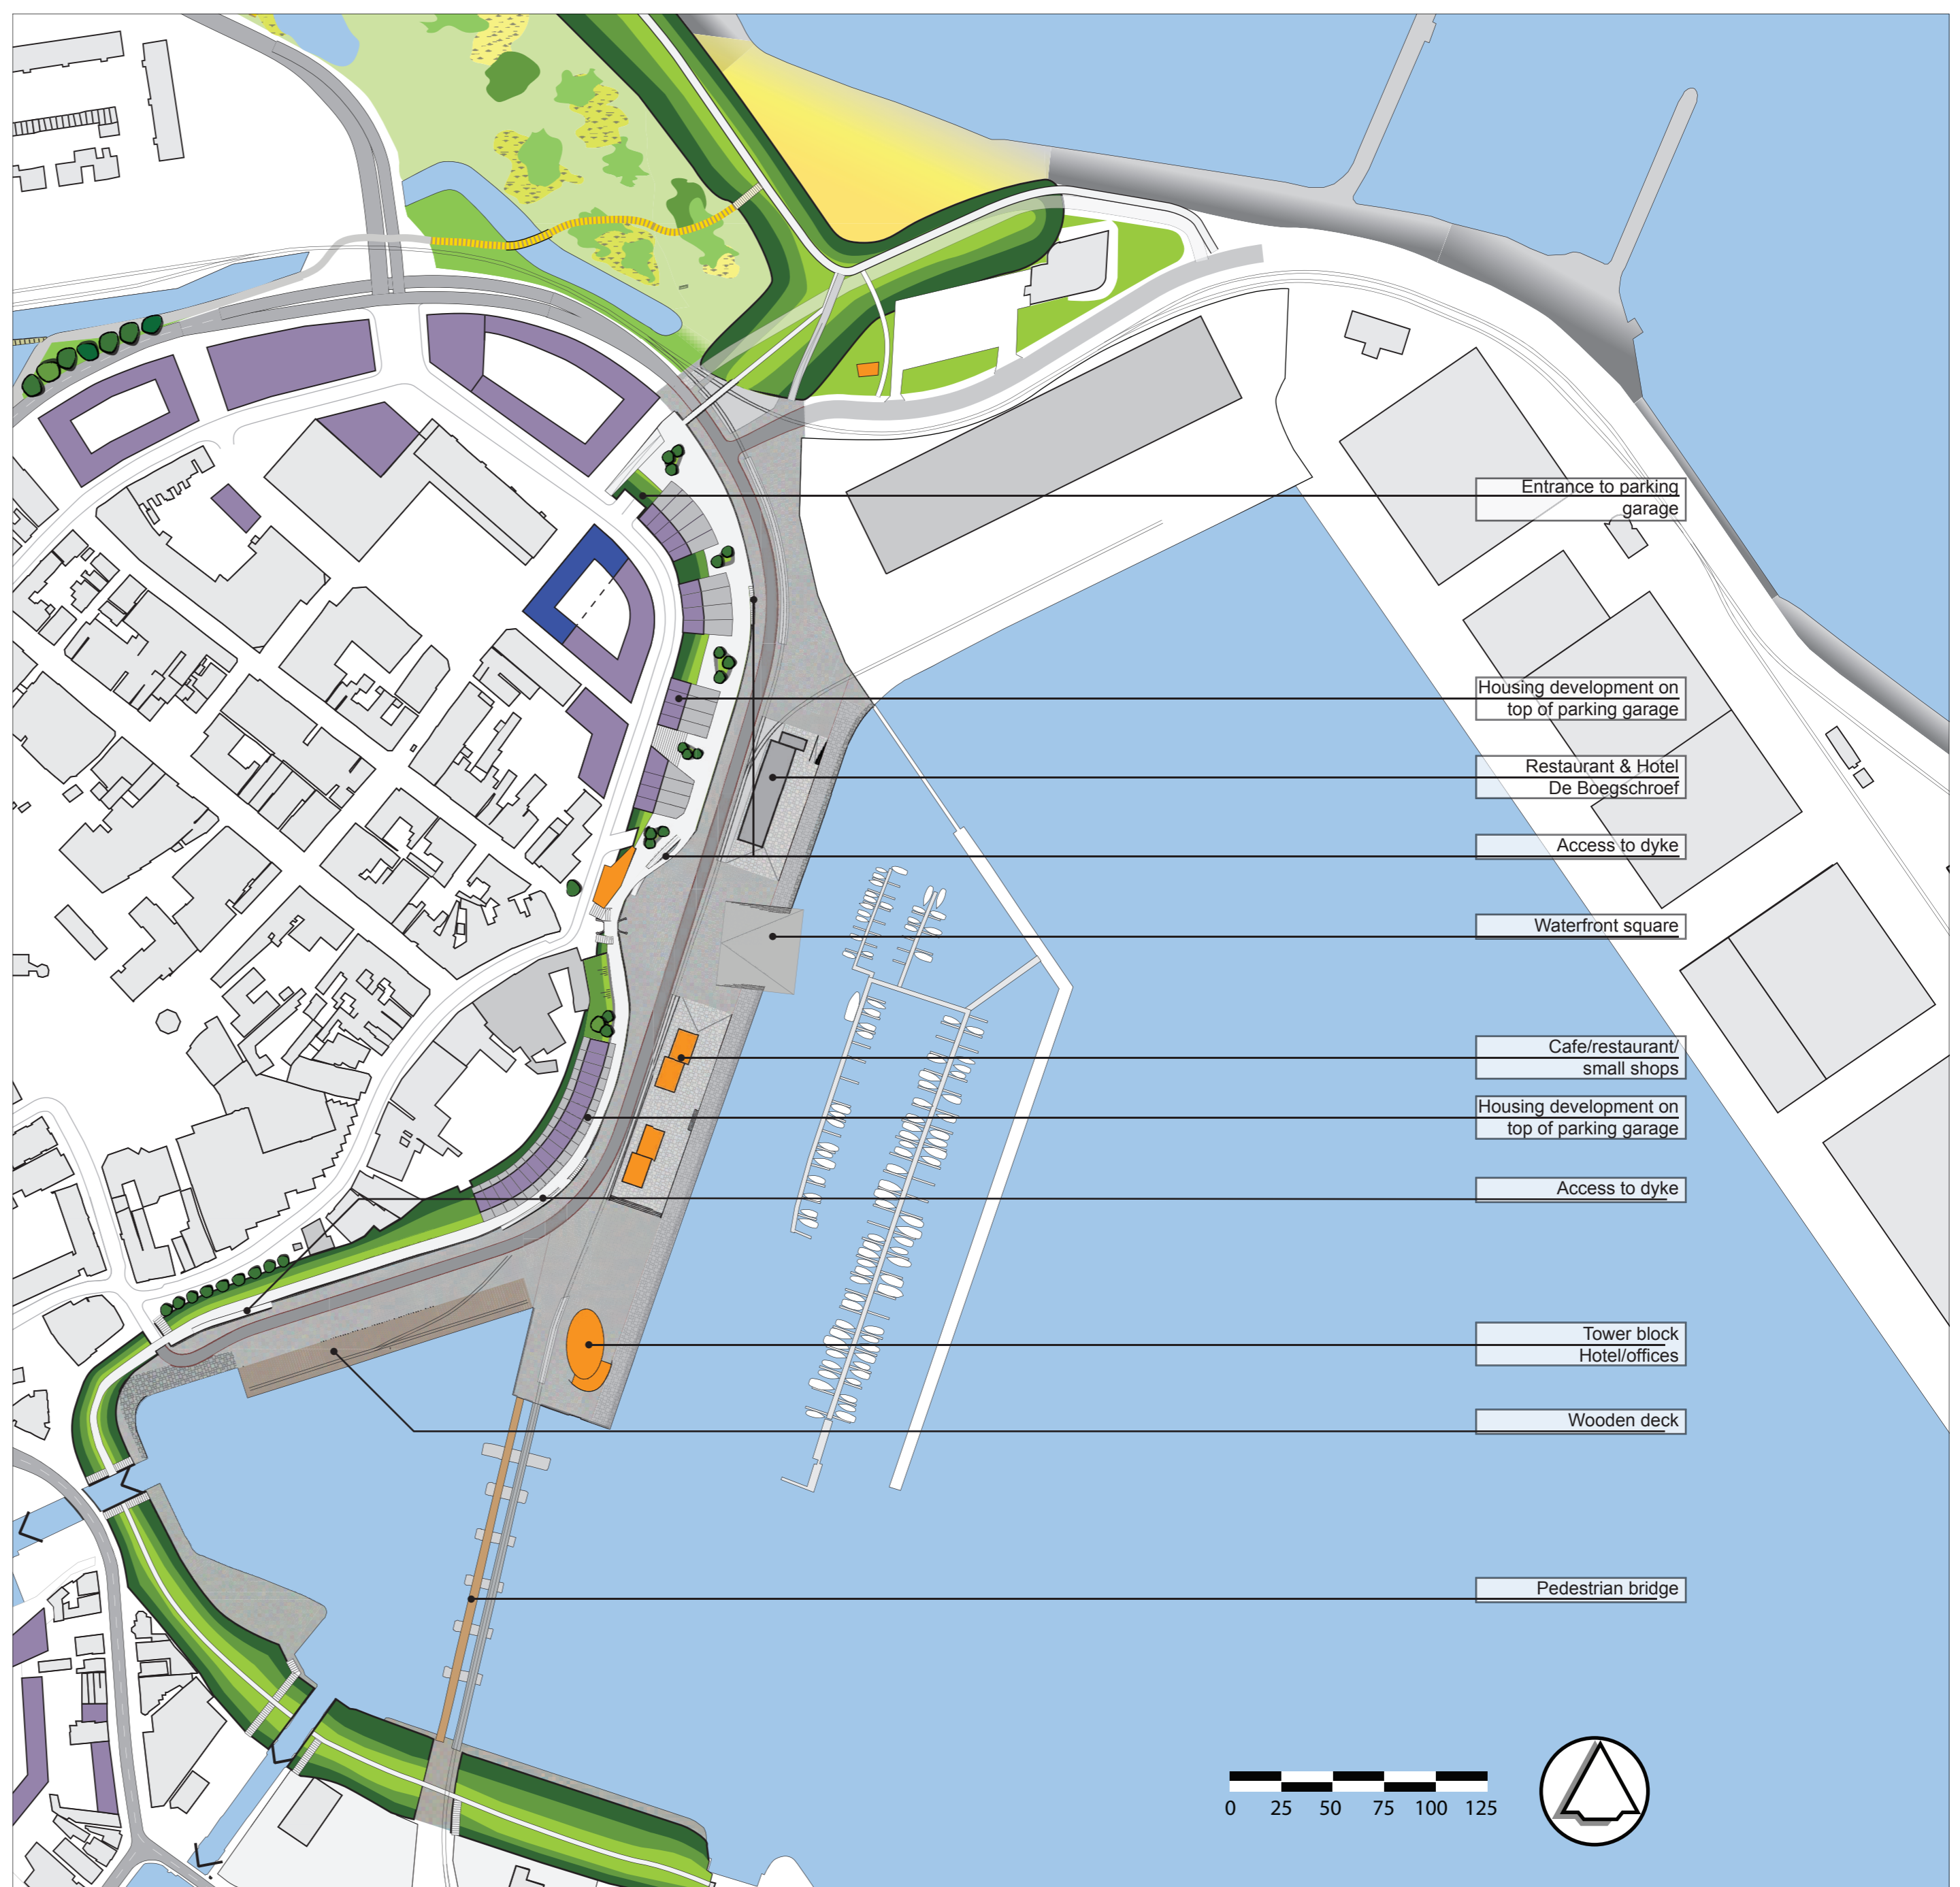 Entrance to parking
garage
Housing development on
top of parking garage
Restaurant & Hotel
De Boegschroef
Access to dyke
Waterfront square
Cafe/restaurant/
small shops
Housing development on
top of parking garage
Access to dyke
Tower block
Hotel/offices
Wooden deck
Pedestrian bridge
0 25 50 75 100 125